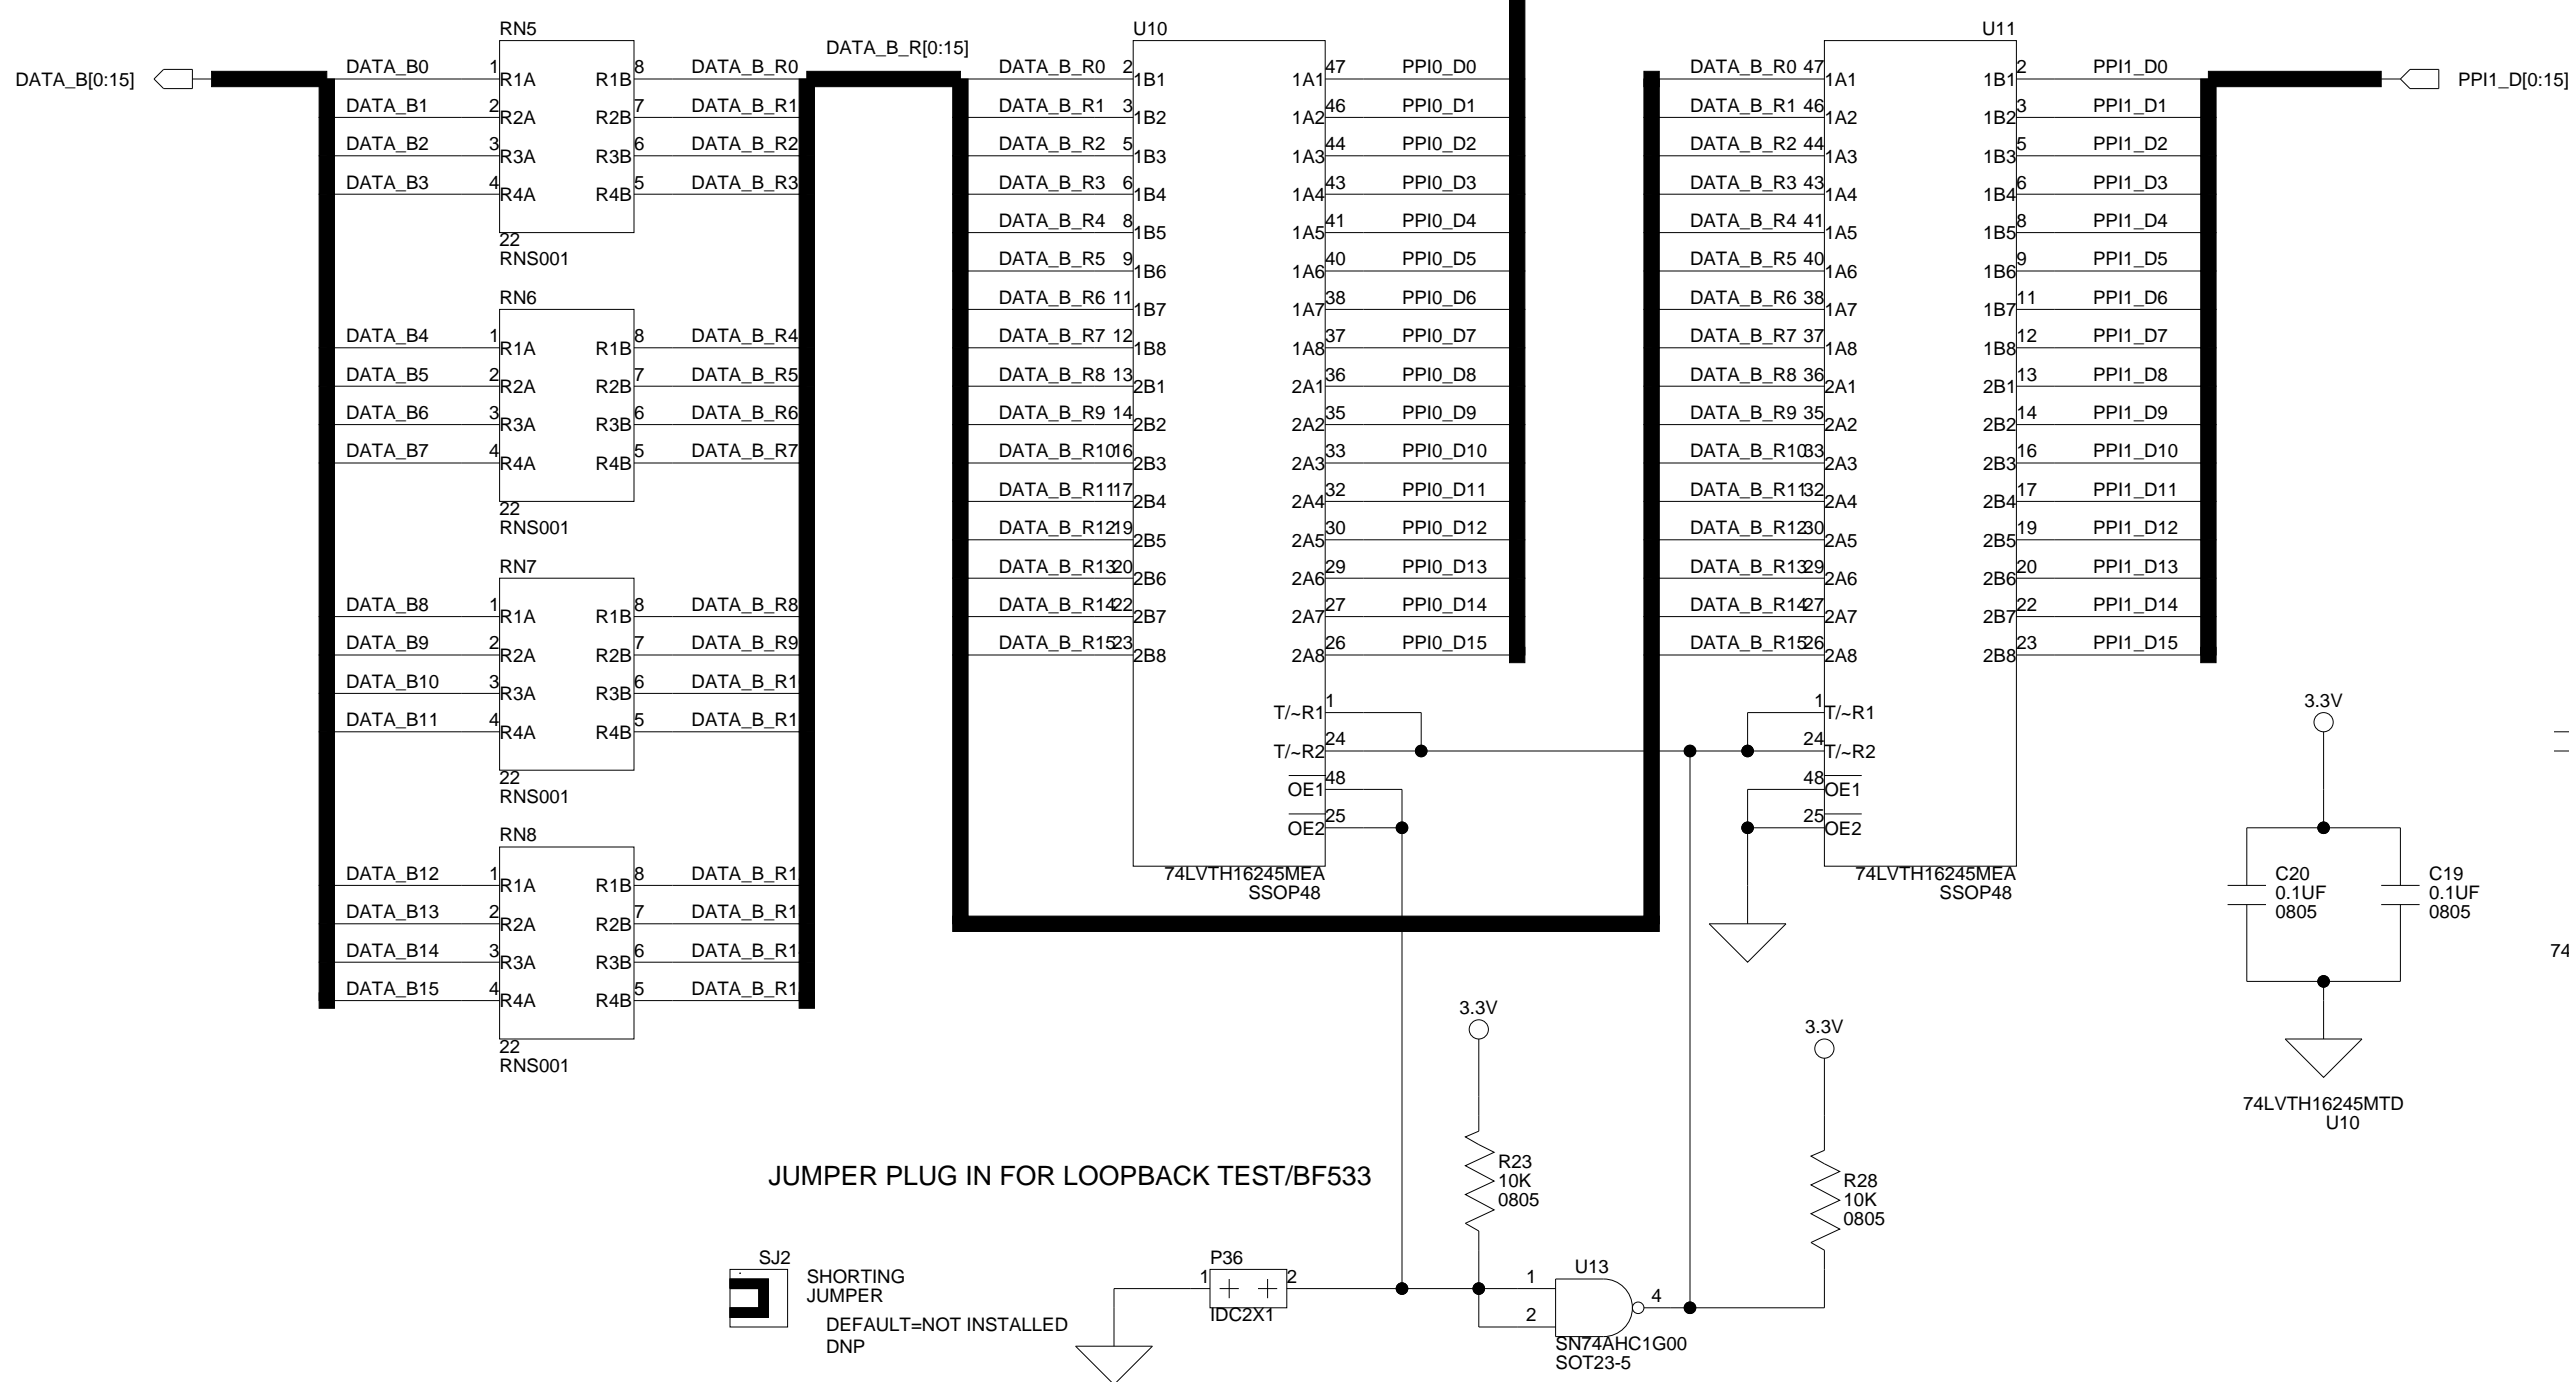 DATA_B[0:15]
RN5
DATA_B0 1 R1A R1B 8 DATA_B_R0
DATA_B1 2 R2A R2B 7 DATA_B_R1
DATA_B2 3 R3A R3B 6 DATA_B_R2
DATA_B3 4 R4A R4B 5 DATA_B_R3
22
RNS001
RN6
DATA_B4 1 R1A R1B 8 DATA_B_R4
DATA_B5 2 R2A R2B 7 DATA_B_R5
DATA_B6 3 R3A R3B 6 DATA_B_R6
DATA_B7 4 R4A R4B 5 DATA_B_R7
22
RNS001
RN7
DATA_B8 1 R1A R1B 8 DATA_B_R8
DATA_B9 2 R2A R2B 7 DATA_B_R9
DATA_B10 3 R3A R3B 6 DATA_B_R1
DATA_B11 4 R4A R4B 5 DATA_B_R1
22
RNS001
RN8
DATA_B12 1 R1A R1B 8 DATA_B_R1
DATA_B13 2 R2A R2B 7 DATA_B_R1
DATA_B14 3 R3A R3B 6 DATA_B_R1
DATA_B15 4 R4A R4B 5 DATA_B_R1
22
RNS001
DATA_B_R[0:15]
U10
DATA_B_R0 2 1B1 1A1 47 PPI0_D0
DATA_B_R1 3 1B2 1A2 46 PPI0_D1
DATA_B_R2 5 1B3 1A3 44 PPI0_D2
DATA_B_R3 6 1B4 1A4 43 PPI0_D3
DATA_B_R4 8 1B5 1A5 41 PPI0_D4
DATA_B_R5 9 1B6 1A6 40 PPI0_D5
DATA_B_R6 11 1B7 1A7 38 PPI0_D6
DATA_B_R7 12 1B8 1A8 37 PPI0_D7
DATA_B_R8 13 2B1 2A1 36 PPI0_D8
DATA_B_R9 14 2B2 2A2 35 PPI0_D9
DATA_B_R10 16 2B3 2A3 33 PPI0_D10
DATA_B_R11 17 2B4 2A4 32 PPI0_D11
DATA_B_R12 19 2B5 2A5 30 PPI0_D12
DATA_B_R13 20 2B6 2A6 29 PPI0_D13
DATA_B_R14 22 2B7 2A7 27 PPI0_D14
DATA_B_R15 23 2B8 2A8 26 PPI0_D15
T/~R1 1
T/~R2 24
OE1 48
OE2 25
74LVTH16245MEA
SSOP48
U11
DATA_B_R0 47 1A1 1B1 2 PPI1_D0
DATA_B_R1 46 1A2 1B2 3 PPI1_D1
DATA_B_R2 44 1A3 1B3 5 PPI1_D2
DATA_B_R3 43 1A4 1B4 6 PPI1_D3
DATA_B_R4 41 1A5 1B5 8 PPI1_D4
DATA_B_R5 40 1A6 1B6 9 PPI1_D5
DATA_B_R6 38 1A7 1B7 11 PPI1_D6
DATA_B_R7 37 1A8 1B8 12 PPI1_D7
DATA_B_R8 36 2A1 2B1 13 PPI1_D8
DATA_B_R9 35 2A2 2B2 14 PPI1_D9
DATA_B_R10 33 2A3 2B3 16 PPI1_D10
DATA_B_R11 32 2A4 2B4 17 PPI1_D11
DATA_B_R12 30 2A5 2B5 19 PPI1_D12
DATA_B_R13 29 2A6 2B6 20 PPI1_D13
DATA_B_R14 27 2A7 2B7 22 PPI1_D14
DATA_B_R15 26 2A8 2B8 23 PPI1_D15
1 T/~R1
24 T/~R2
48 OE1
25 OE2
74LVTH16245MEA
SSOP48
PPI1_D[0:15]
3.3V
C20
0.1UF
0805
C19
0.1UF
0805
74LVTH16245MTD
U10
74
3.3V
R23
10K
0805
3.3V
R28
10K
0805
JUMPER PLUG IN FOR LOOPBACK TEST/BF533
SJ2
SHORTING
JUMPER
DEFAULT=NOT INSTALLED
DNP
P36
1 2
IDC2X1
U13
1
2
4
SN74AHC1G00
SOT23-5